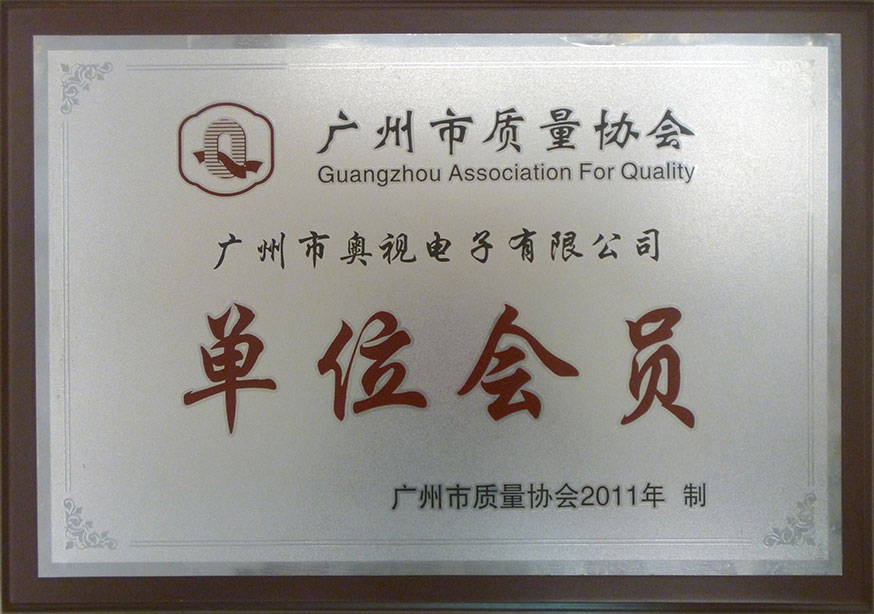 广州市质量协会
Guangzhou Association For Quality
广州市奥视电子有限公司
单位会员
广州市质量协会2011年 制